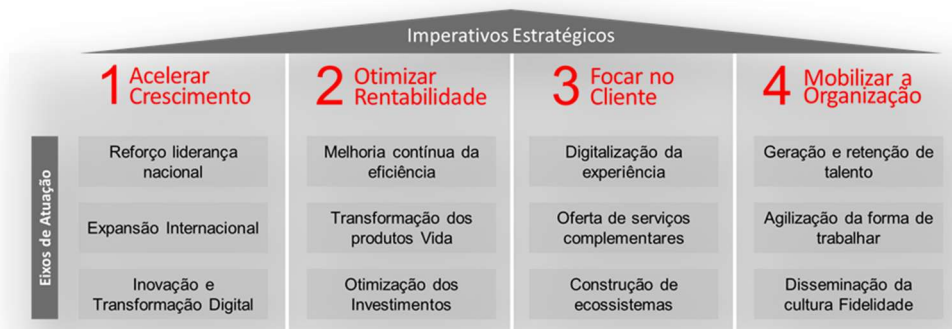 Imperativos Estratégicos
1 Acelerar
Crescimento
2 Otimizar
Rentabilidade
3 Focar no
Cliente
4 Mobilizar a
Organização
Eixos de Atuação
Reforço liderança
nacional
Melhoria contínua da
eficiência
Digitalização da
experiência
Geração e retenção de
talento
Expansão Internacional
Transformação dos
produtos Vida
Oferta de serviços
complementares
Agilização da forma de
trabalhar
Inovação e
Transformação Digital
Otimização dos
Investimentos
Construção de
ecossistemas
Disseminação da
cultura Fidelidade